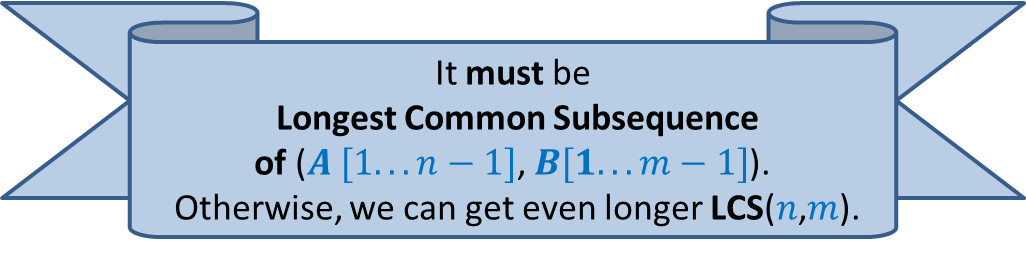 It must be
Longest Common Subsequence
of (A [1…n − 1], B[1…m − 1]).
Otherwise, we can get even longer LCS(n,m).